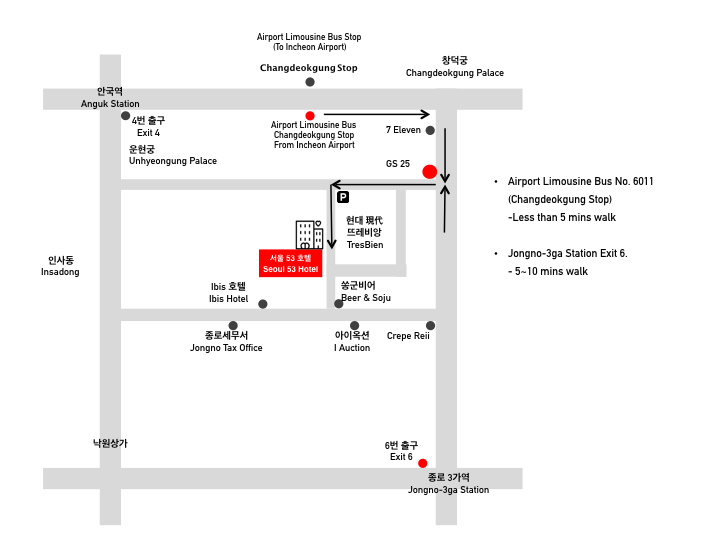 Airport Limousine Bus Stop
(To Incheon Airport)
Changdeokgung Stop
창덕궁
Changdeokgung Palace
안국역
Anguk Station
4번 출구
Exit 4
Airport Limousine Bus
Changdeokgung Stop
From Incheon Airport
7 Eleven
운현궁
Unhyeongung Palace
GS 25
P
현대 現代
뜨레비앙
TresBien
서울 53 호텔
Seoul 53 Hotel
인사동
Insadong
Ibis 호텔
Ibis Hotel
쏭군비어
Beer & Soju
종로세무서
Jongno Tax Office
아이옥션
I Auction
Crepe Reii
낙원상가
6번 출구
Exit 6
종로 3가역
Jongno-3ga Station
• Airport Limousine Bus No. 6011
(Changdeokgung Stop)
-Less than 5 mins walk
• Jongno-3ga Station Exit 6.
- 5~10 mins walk